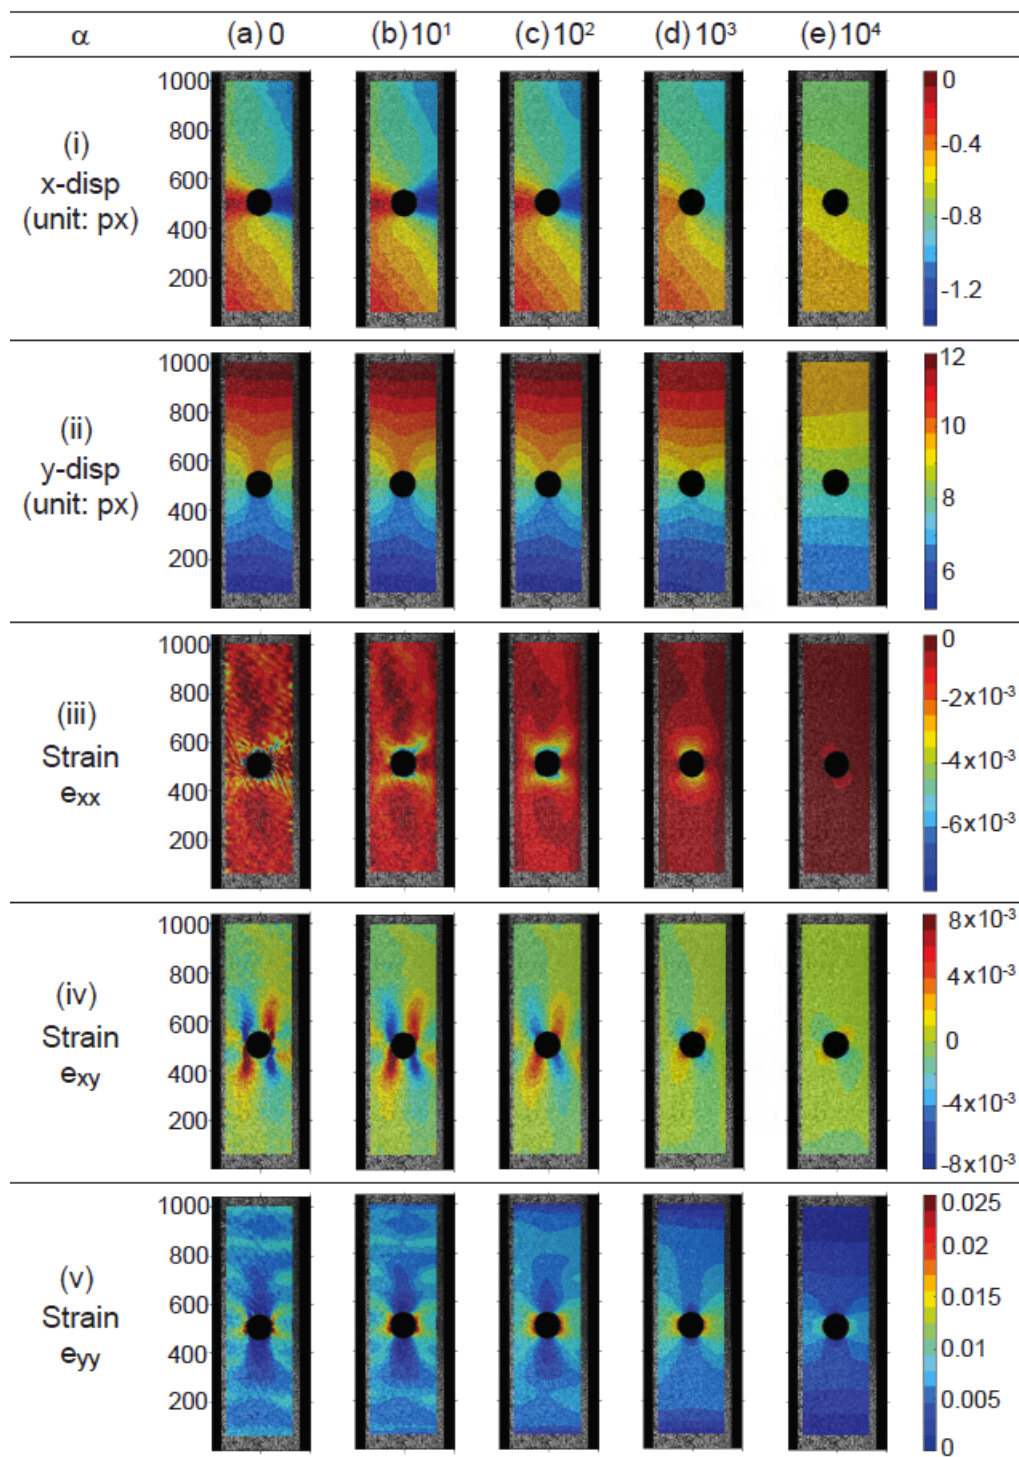 α (a) 0 (b) 10¹ (c) 10² (d) 10³ (e) 10⁴
(i)
x-disp
(unit: px)
1000
800
600
400
200
0
-0.4
-0.8
-1.2
(ii)
y-disp
(unit: px)
1000
800
600
400
200
12
10
8
6
(iii)
Strain
exx
1000
800
600
400
200
0
-2x10⁻³
-4x10⁻³
-6x10⁻³
(iv)
Strain
exy
1000
800
600
400
200
8x10⁻³
4x10⁻³
0
-4x10⁻³
-8x10⁻³
(v)
Strain
eyy
1000
800
600
400
200
0.025
0.02
0.015
0.01
0.005
0